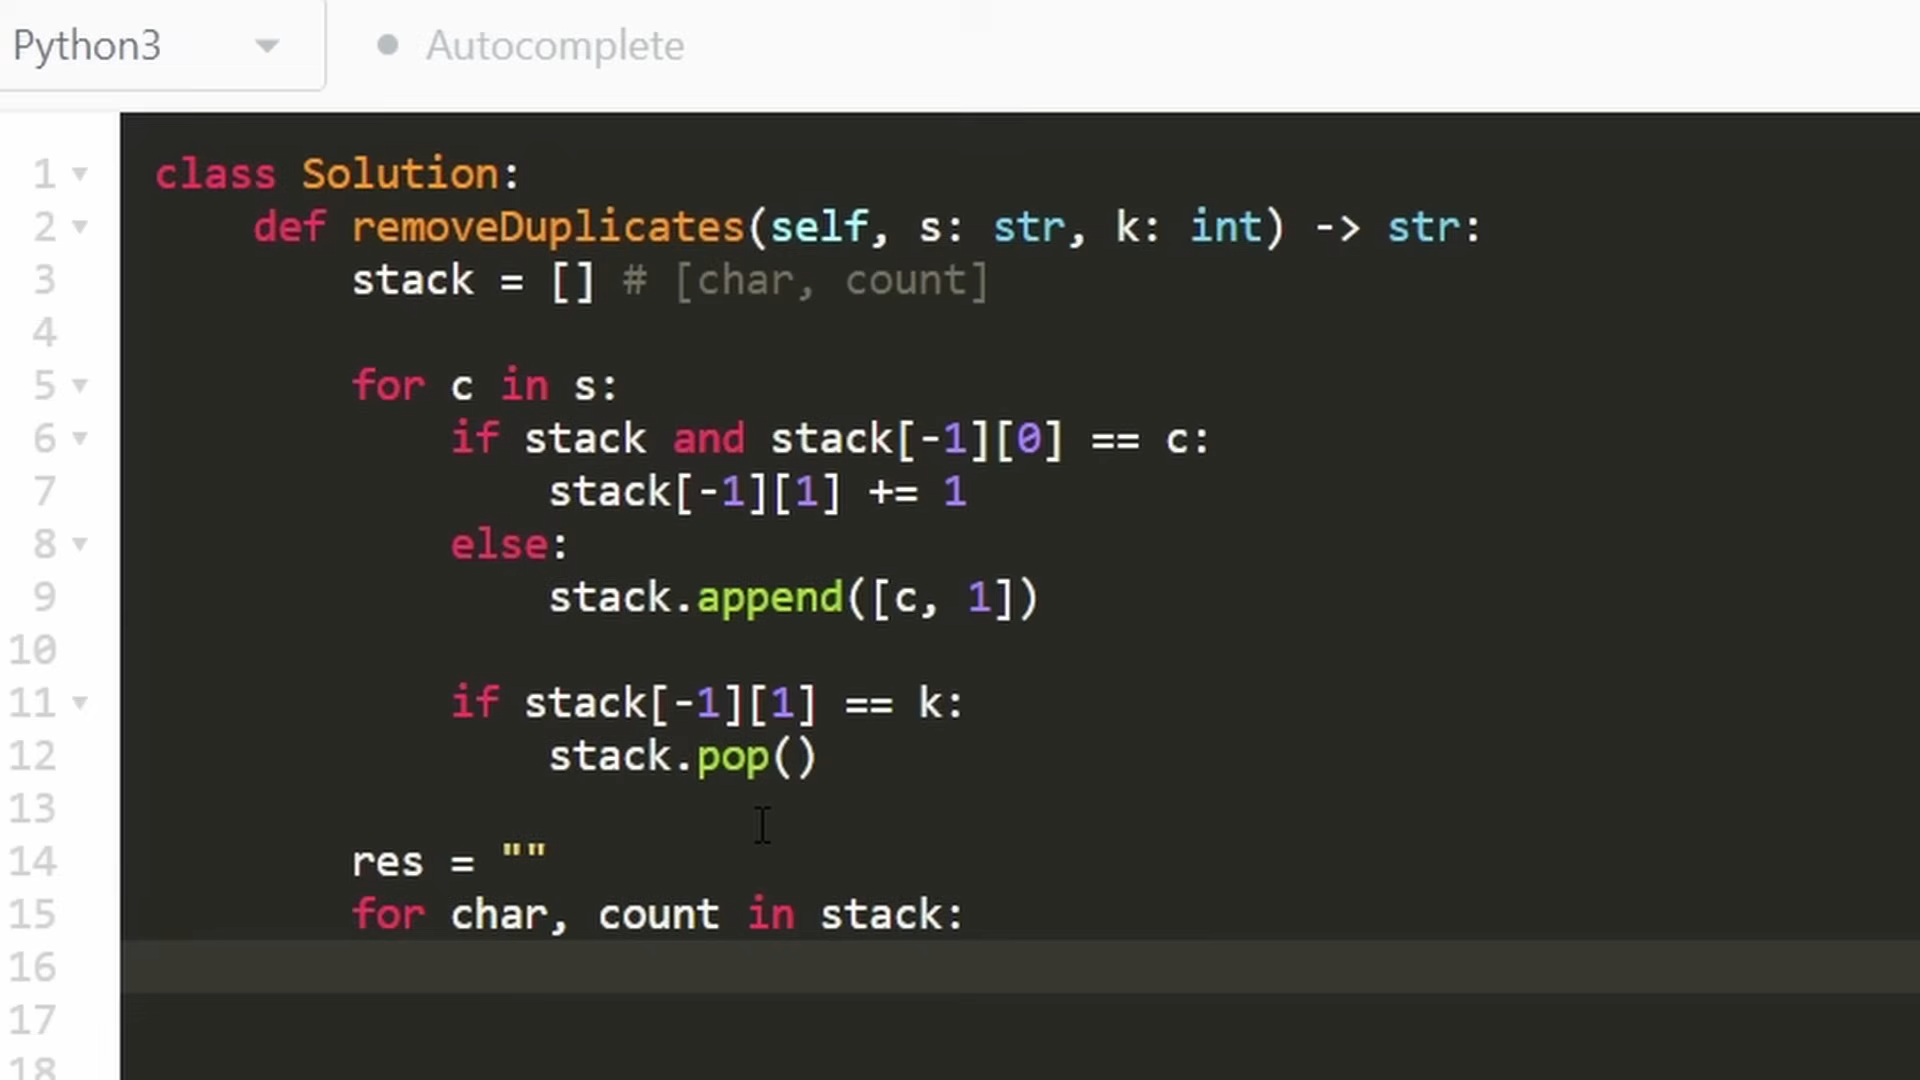 Python3
Autocomplete
1 class Solution:
2 def removeDuplicates(self, s: str, k: int) -> str:
3 stack = [] # [char, count]
4
5 for c in s:
6 if stack and stack[-1][0] == c:
7 stack[-1][1] += 1
8 else:
9 stack.append([c, 1])
10
11 if stack[-1][1] == k:
12 stack.pop()
13
14 res = ""
15 for char, count in stack:
16
17
18